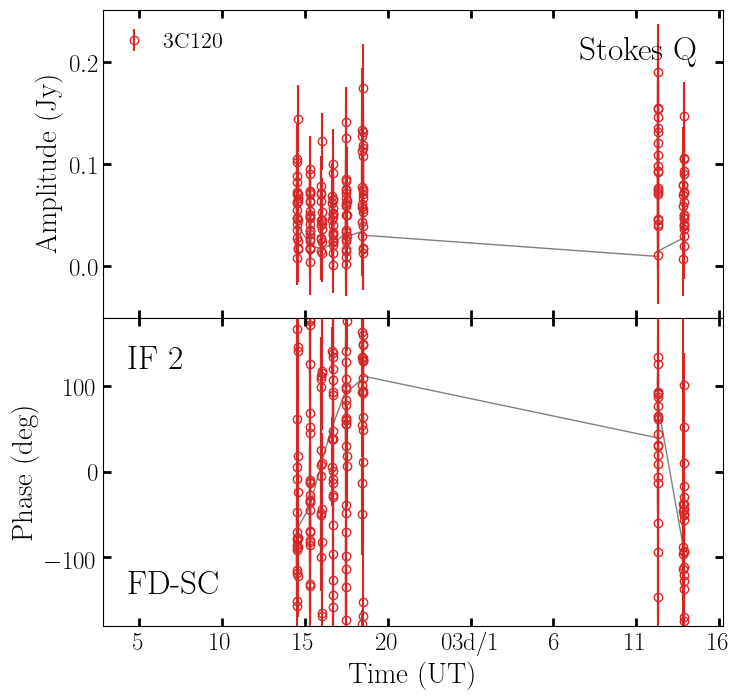 3C120
Stokes Q
0.2
0.1
0.0
Amplitude (Jy)
IF 2
100
0
−100
Phase (deg)
FD-SC
5 10 15 20 03d/1 6 11 16
Time (UT)